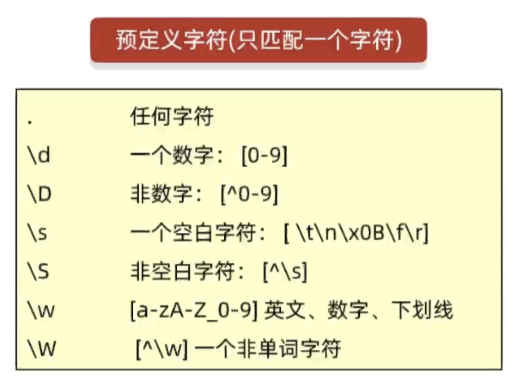 预定义字符(只匹配一个字符)
. 任何字符
\d 一个数字： [0-9]
\D 非数字： [^0-9]
\s 一个空白字符： [ \t\n\x0B\f\r]
\S 非空白字符： [^\s]
\w [a-zA-Z_0-9] 英文、数字、下划线
\W [^\w] 一个非单词字符